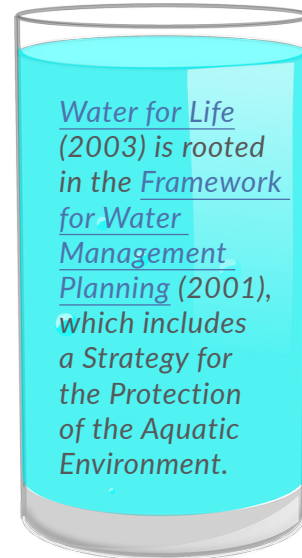 Water for Life
(2003) is rooted
in the Framework
for Water
Management
Planning (2001),
which includes
a Strategy for
the Protection
of the Aquatic
Environment.